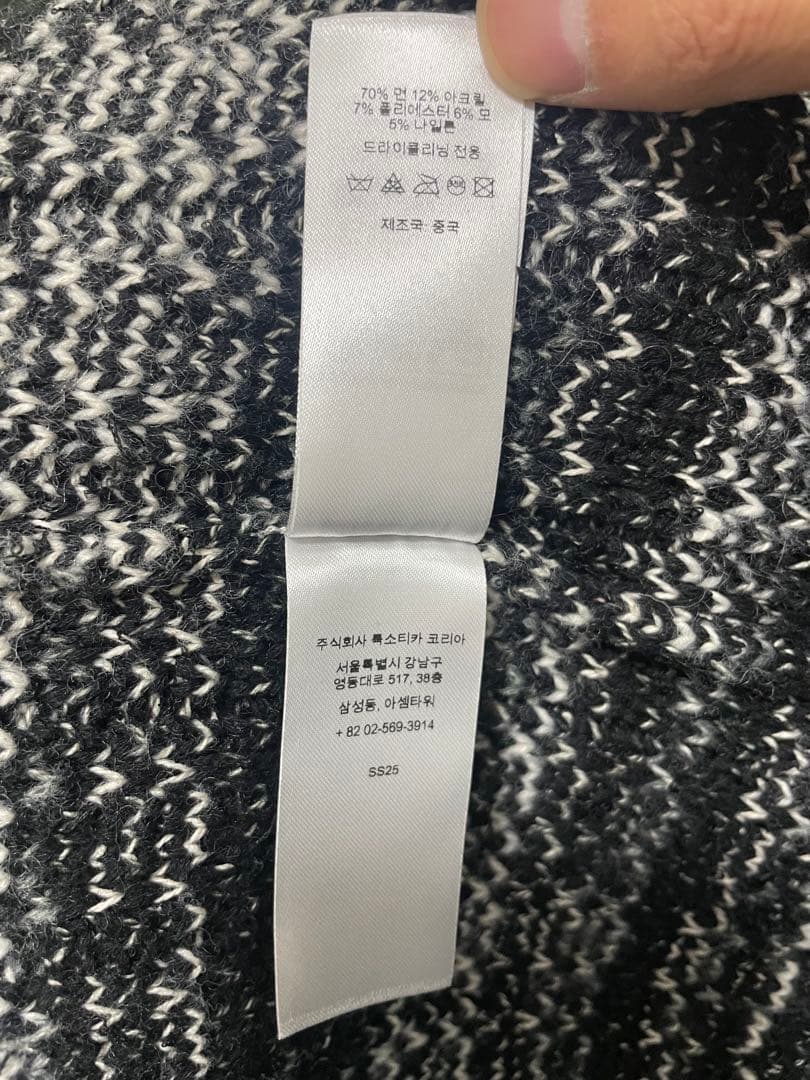 70% 면 12% 아크릴
7% 폴리에스터 6% 모
5% 나일론
드라이클리닝 전용
제조국· 중국
주식회사 룩소티카 코리아
서울특별시 강남구
영동대로 517, 38층
삼성동, 아셈타워
+ 82 02-569-3914
SS25